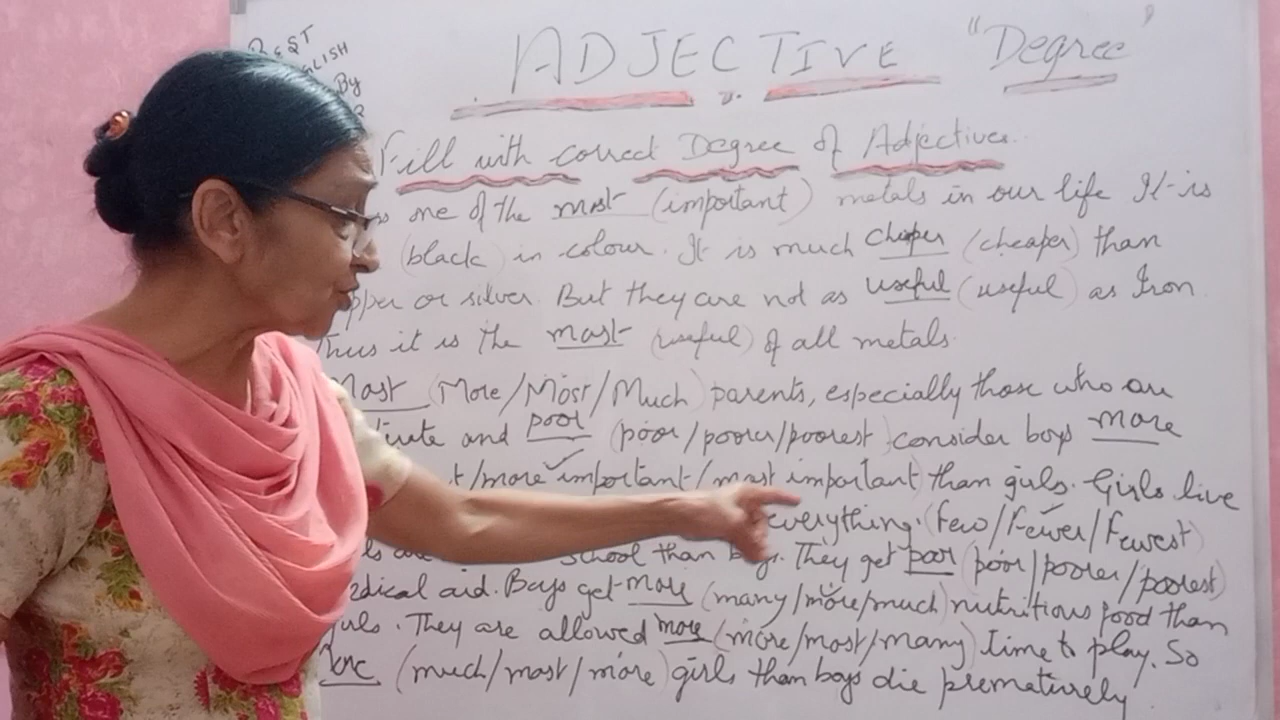 BEST
By
ADJECTIVE "Degree"
Fill with correct Degree of Adjectives.
one of the most (important) metals in our life It is
(black) in colour. It is much cheaper (cheaper) than
or silver. But they are not as useful (useful) as Iron.
it is the most (useful) of all metals.
Most (More/Most/Much) parents, especially those who are
and poor (poor/poorer/poorest) consider boys more
/more important/most important) than girls. Girls live
everything. (Few/Fewer/Fewest)
school than They get poor (poor/poorer/poorest)
aid. Boys get more (many/more/much) nutritious food than
They are allowed more (more/most/many) time to play. So
(much/most/more) girls than boys die prematurely